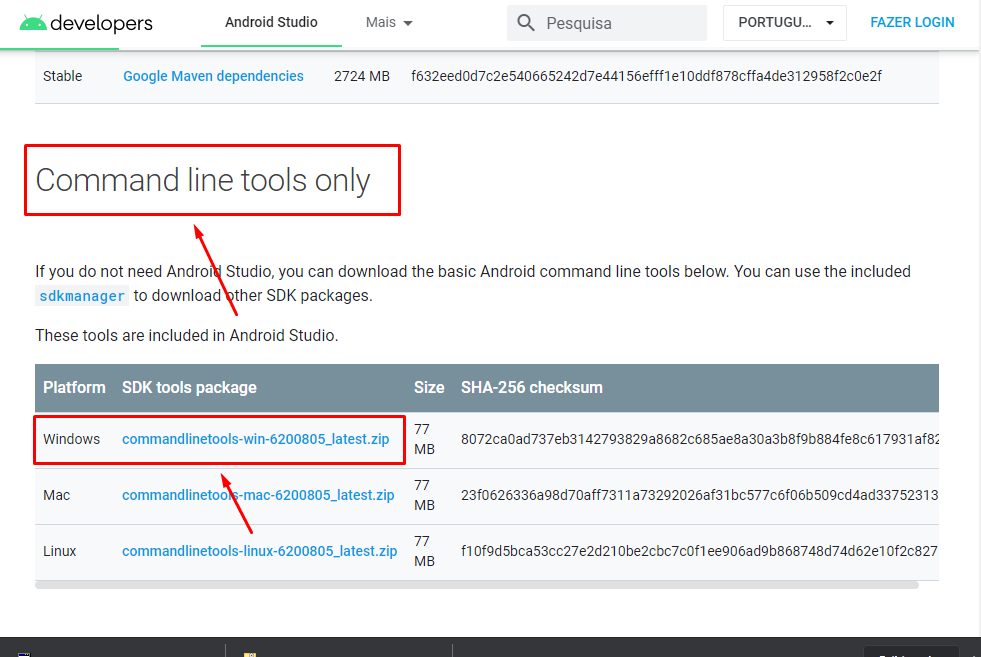 developers
Android Studio
Mais
Pesquisa
PORTUGU...
FAZER LOGIN
Stable Google Maven dependencies 2724 MB f632eed0d7c2e540665242d7e44156efff1e10ddf878cffa4de312958f2c0e2f
Command line tools only
If you do not need Android Studio, you can download the basic Android command line tools below. You can use the included
sdkmanager to download other SDK packages.
These tools are included in Android Studio.
Platform SDK tools package Size SHA-256 checksum
Windows commandlinetools-win-6200805_latest.zip 77 MB 8072ca0ad737eb3142793829a8682c685ae8a30a3b8f9b884fe8c617931af82
Mac commandlinetools-mac-6200805_latest.zip 77 MB 23f0626336a98d70aff7311a73292026af31bc577c6f06b509cd4ad33752313
Linux commandlinetools-linux-6200805_latest.zip 77 MB f10f9d5bca53cc27e2d210be2cbc7c0f1ee906ad9b868748d74d62e10f2c827